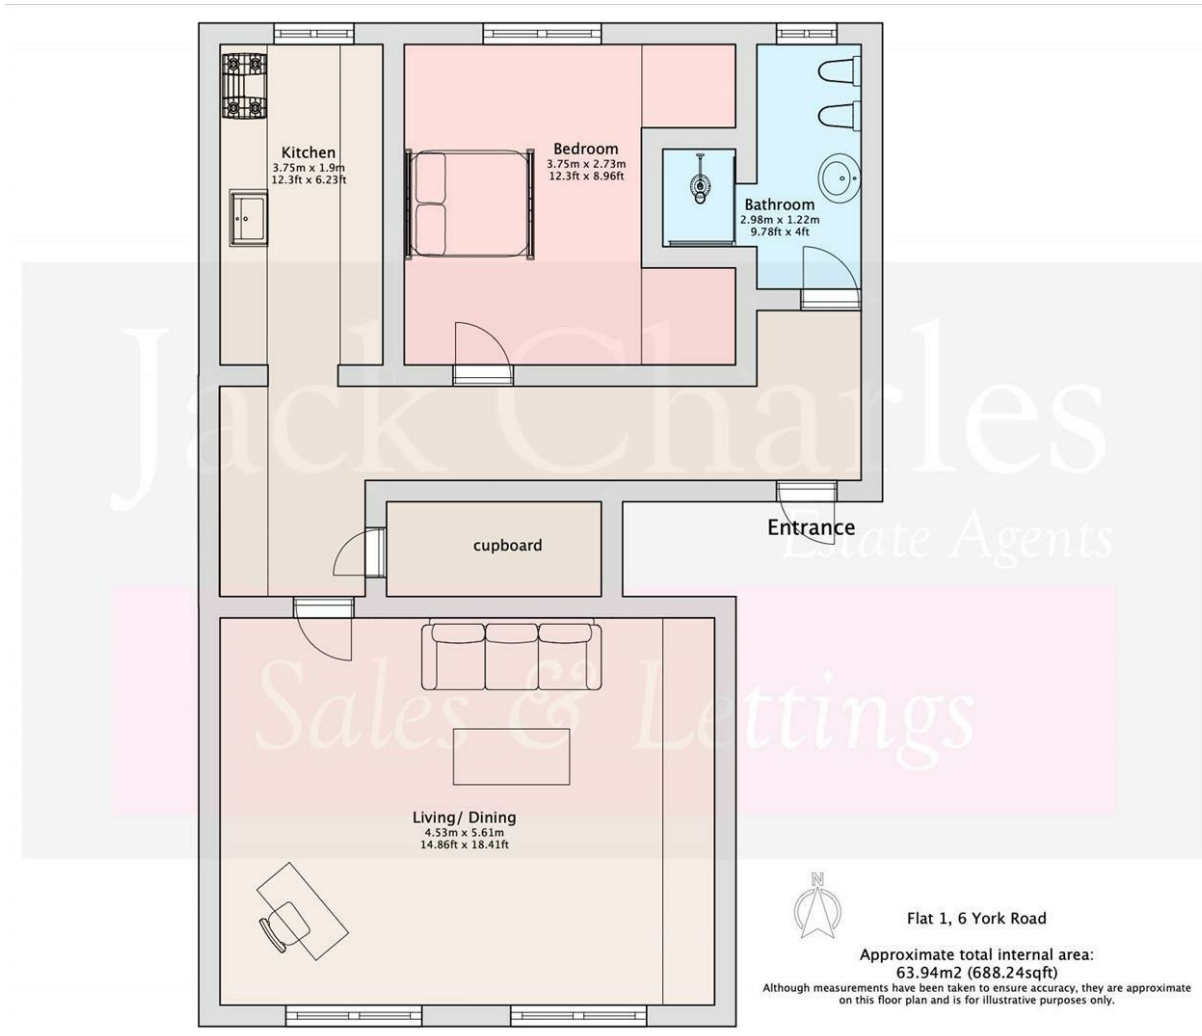 Kitchen
3.75m x 1.9m
12.3ft x 6.23ft
Bedroom
3.75m x 2.73m
12.3ft x 8.96ft
Bathroom
2.98m x 1.22m
9.78ft x 4ft
Jack Charles
Entrance
Estate Agents
cupboard
Sales & Lettings
Living/ Dining
4.53m x 5.61m
14.86ft x 18.41ft
N
Flat 1, 6 York Road
Approximate total internal area:
63.94m2 (688.24sqft)
Although measurements have been taken to ensure accuracy, they are approximate
on this floor plan and is for illustrative purposes only.